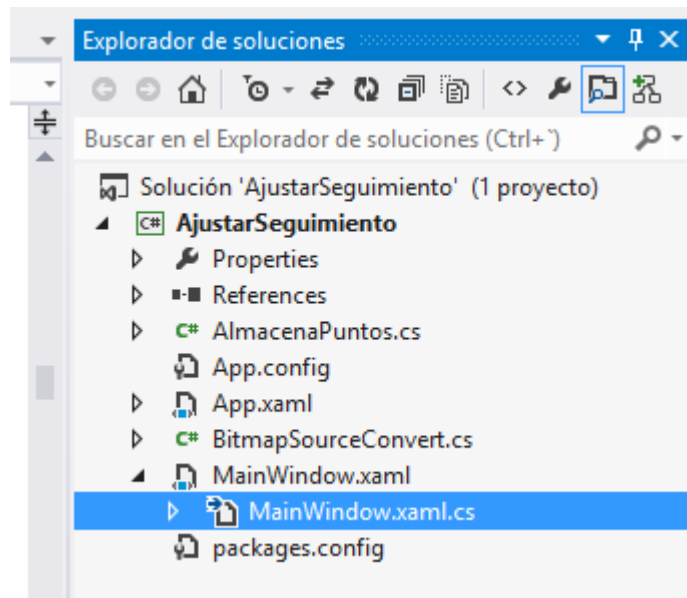 Explorador de soluciones
Buscar en el Explorador de soluciones (Ctrl+`)
Solución 'AjustarSeguimiento' (1 proyecto)
C# AjustarSeguimiento
Properties
References
C# AlmacenaPuntos.cs
App.config
App.xaml
C# BitmapSourceConvert.cs
MainWindow.xaml
MainWindow.xaml.cs
packages.config